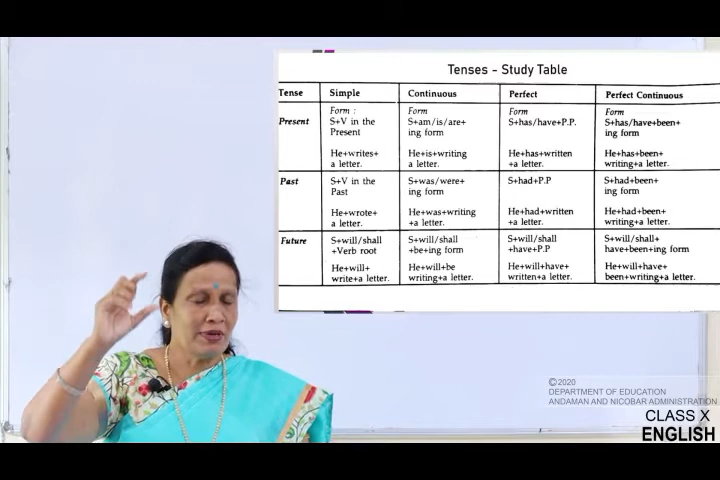 Tenses - Study Table
Tense Simple Continuous Perfect Perfect Continuous
Form : Form Form Form
Present S+V in the S+am/is/are+ S+has/have+P.P. S+has/have+been+
Present ing form ing form
He+writes+ He+is+writing He+has+written He+has+been+
a letter. a letter. +a letter. writing+a letter.
Past S+V in the S+was/were+ S+had+P.P S+had+been+
Past ing form ing form
He+wrote+ He+was+writing He+had+written He+had+been+
a letter. +a letter. +a letter. writing+a letter.
Future S+will/shall S+will/shall S+will/shall S+will/shall+
+Verb root +be+ing form +have+P.P have+been+ing form
He+will+ He+will+be He+will+have+ He+will+have+
write+a letter. writing+a letter. written+a letter. been+writing+a letter.
©2020
DEPARTMENT OF EDUCATION
ANDAMAN AND NICOBAR ADMINISTRATION
CLASS X
ENGLISH